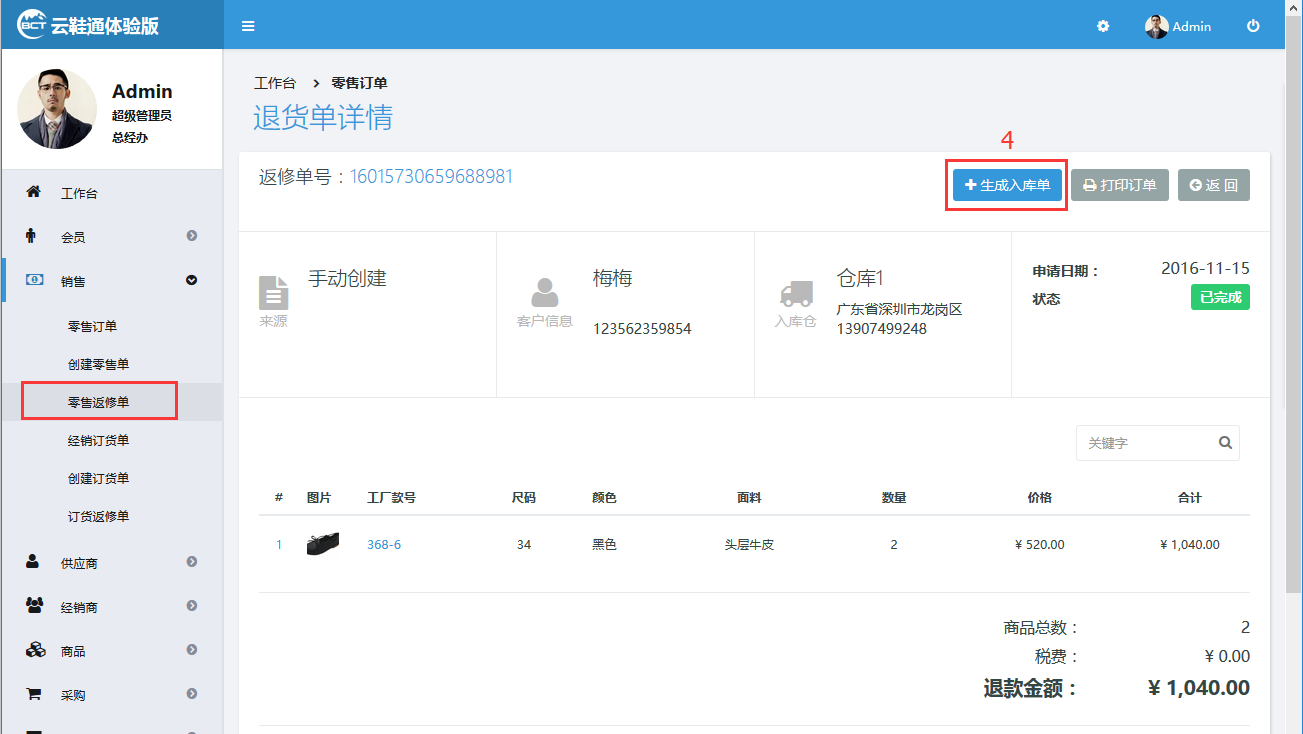 BCT 云鞋通体验版
Admin
Admin
超级管理员
总经办
工作台
会员
销售
零售订单
创建零售单
零售返修单
经销订货单
创建订货单
订货返修单
供应商
经销商
商品
采购
工作台 > 零售订单
退货单详情
4
返修单号：16015730659688981
生成入库单 打印订单 返 回
来源
手动创建
客户信息
梅梅
123562359854
入库仓
仓库1
广东省深圳市龙岗区
13907499248
申请日期： 2016-11-15
状态 已完成
关键字
# 图片 工厂款号 尺码 颜色 面料 数量 价格 合计
1 368-6 34 黑色 头层牛皮 2 ¥ 520.00 ¥ 1,040.00
商品总数： 2
税费： ¥ 0.00
退款金额： ¥ 1,040.00